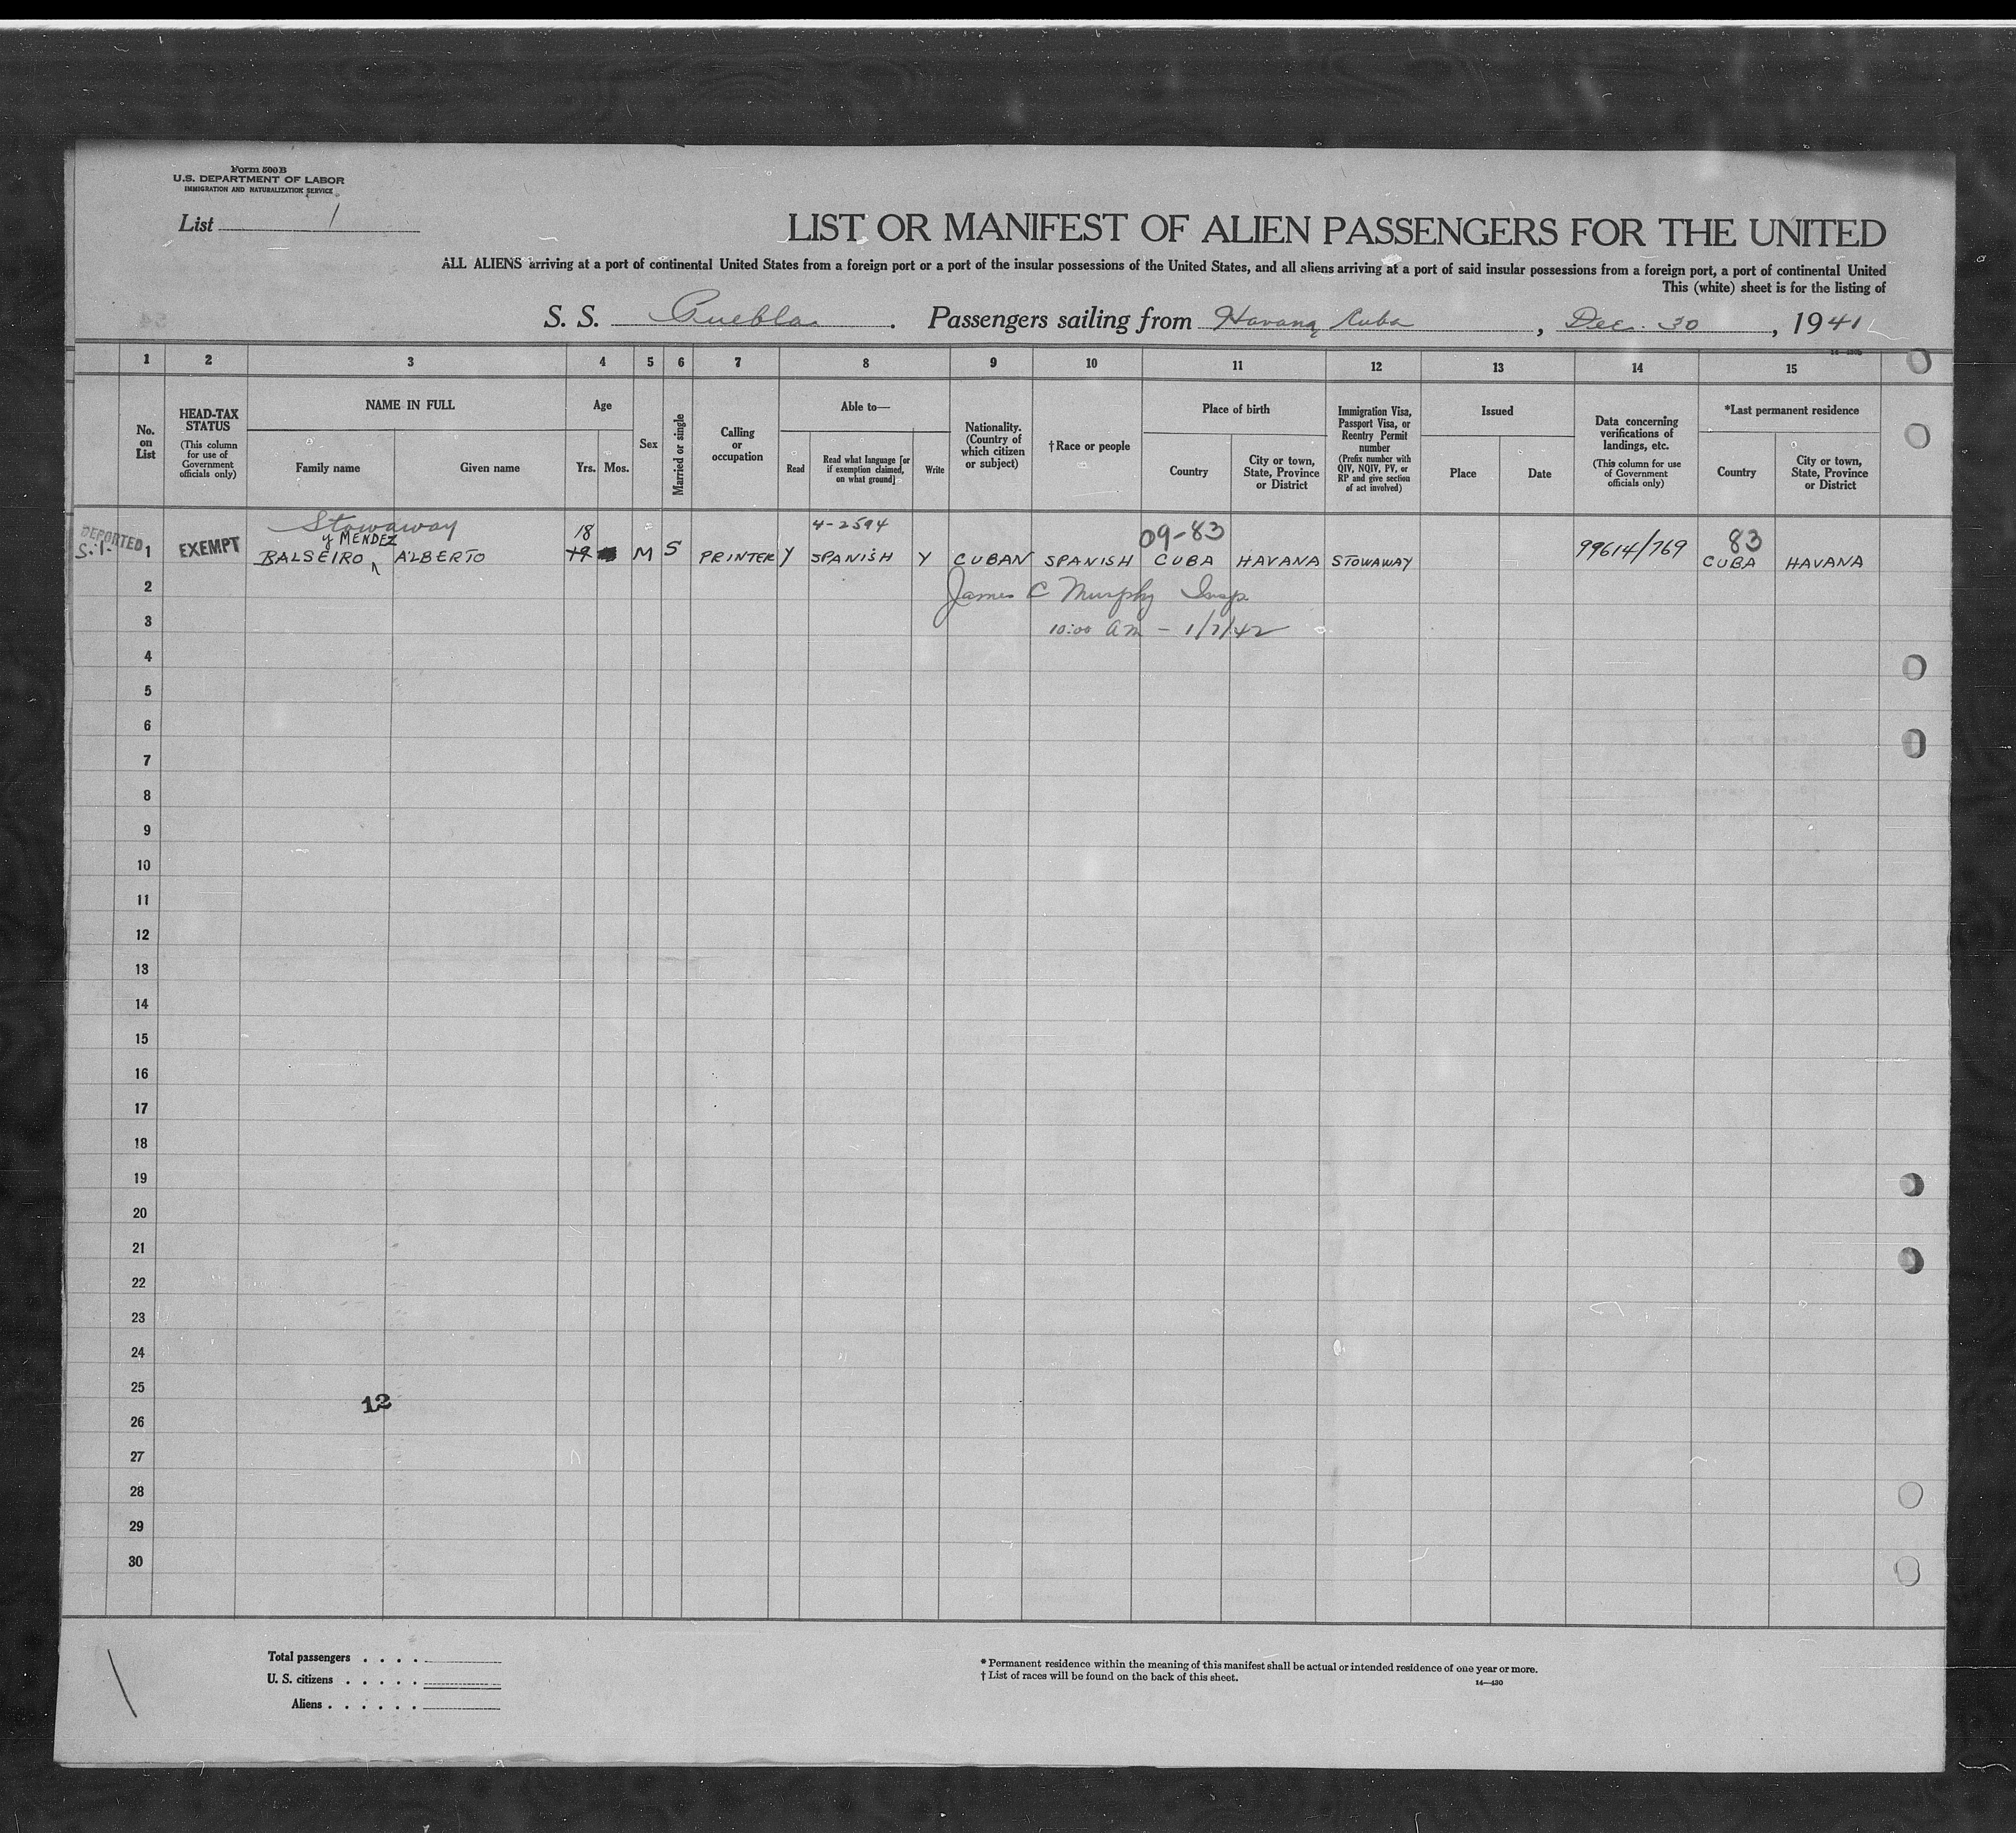 Form 500B
U.S. DEPARTMENT OF LABOR
IMMIGRATION AND NATURALIZATION SERVICE
List 1
LIST OR MANIFEST OF ALIEN PASSENGERS FOR THE UNITED
ALL ALIENS arriving at a port of continental United States from a foreign port or a port of the insular possessions of the United States, and all aliens arriving at a port of said insular possessions from a foreign port, a port of continental United
This (white) sheet is for the listing of
S. S. Puebla. Passengers sailing from Havana Cuba, Dec. 30, 1941
1 2 3 4 5 6 7 8 9 10 11 12 13 14 15
No. on List
HEAD-TAX STATUS
(This column for use of Government officials only)
NAME IN FULL
Family name
Given name
Age
Yrs. Mos.
Sex
Married or single
Calling or occupation
Able to—
Read
Read what language [or if exemption claimed, on what ground]
Write
Nationality. (Country of which citizen or subject)
†Race or people
Place of birth
Country
City or town, State, Province or District
Immigration Visa, Passport Visa, or Reentry Permit number
(Prefix number with QIV, NQIV, PV, or RP and give section of act involved)
Issued
Place
Date
Data concerning verifications of landings, etc.
(This column for use of Government officials only)
*Last permanent residence
Country
City or town, State, Province or District
Stowaway 18 4-2594 09-83
DEPORTED y MENDEZ 83
S.I. 1 EXEMPT BALSEIRO ALBERTO 19 M S PRINTER Y SPANISH Y CUBAN SPANISH CUBA HAVANA STOWAWAY 99614/769 CUBA HAVANA
2 James C Murphy Insp
3 10:00 AM - 1/7/42
4
5
6
7
8
9
10
11
12
13
14
15
16
17
18
19
20
21
22
23
24
25
12
26
27
28
29
30
Total passengers . . . .
U. S. citizens . . . . .
Aliens . . . . . .
* Permanent residence within the meaning of this manifest shall be actual or intended residence of one year or more.
† List of races will be found on the back of this sheet.
14—430